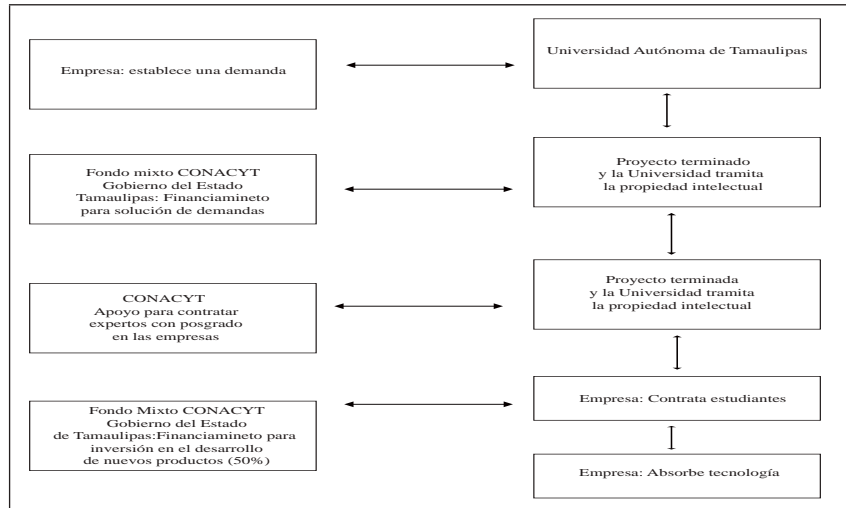 Empresa: establece una demanda
Universidad Autónoma de Tamaulipas
Fondo mixto CONACYT
Gobierno del Estado
Tamaulipas: Financiamineto
para solución de demandas
Proyecto terminado
y la Universidad tramita
la propiedad intelectual
CONACYT
Apoyo para contratar
expertos con posgrado
en las empresas
Proyecto terminada
y la Universidad tramita
la propiedad intelectual
Fondo Mixto CONACYT
Gobierno del Estado
de Tamaulipas:Financiamineto para
inversión en el desarrollo
de nuevos productos (50%)
Empresa: Contrata estudiantes
Empresa: Absorbe tecnología